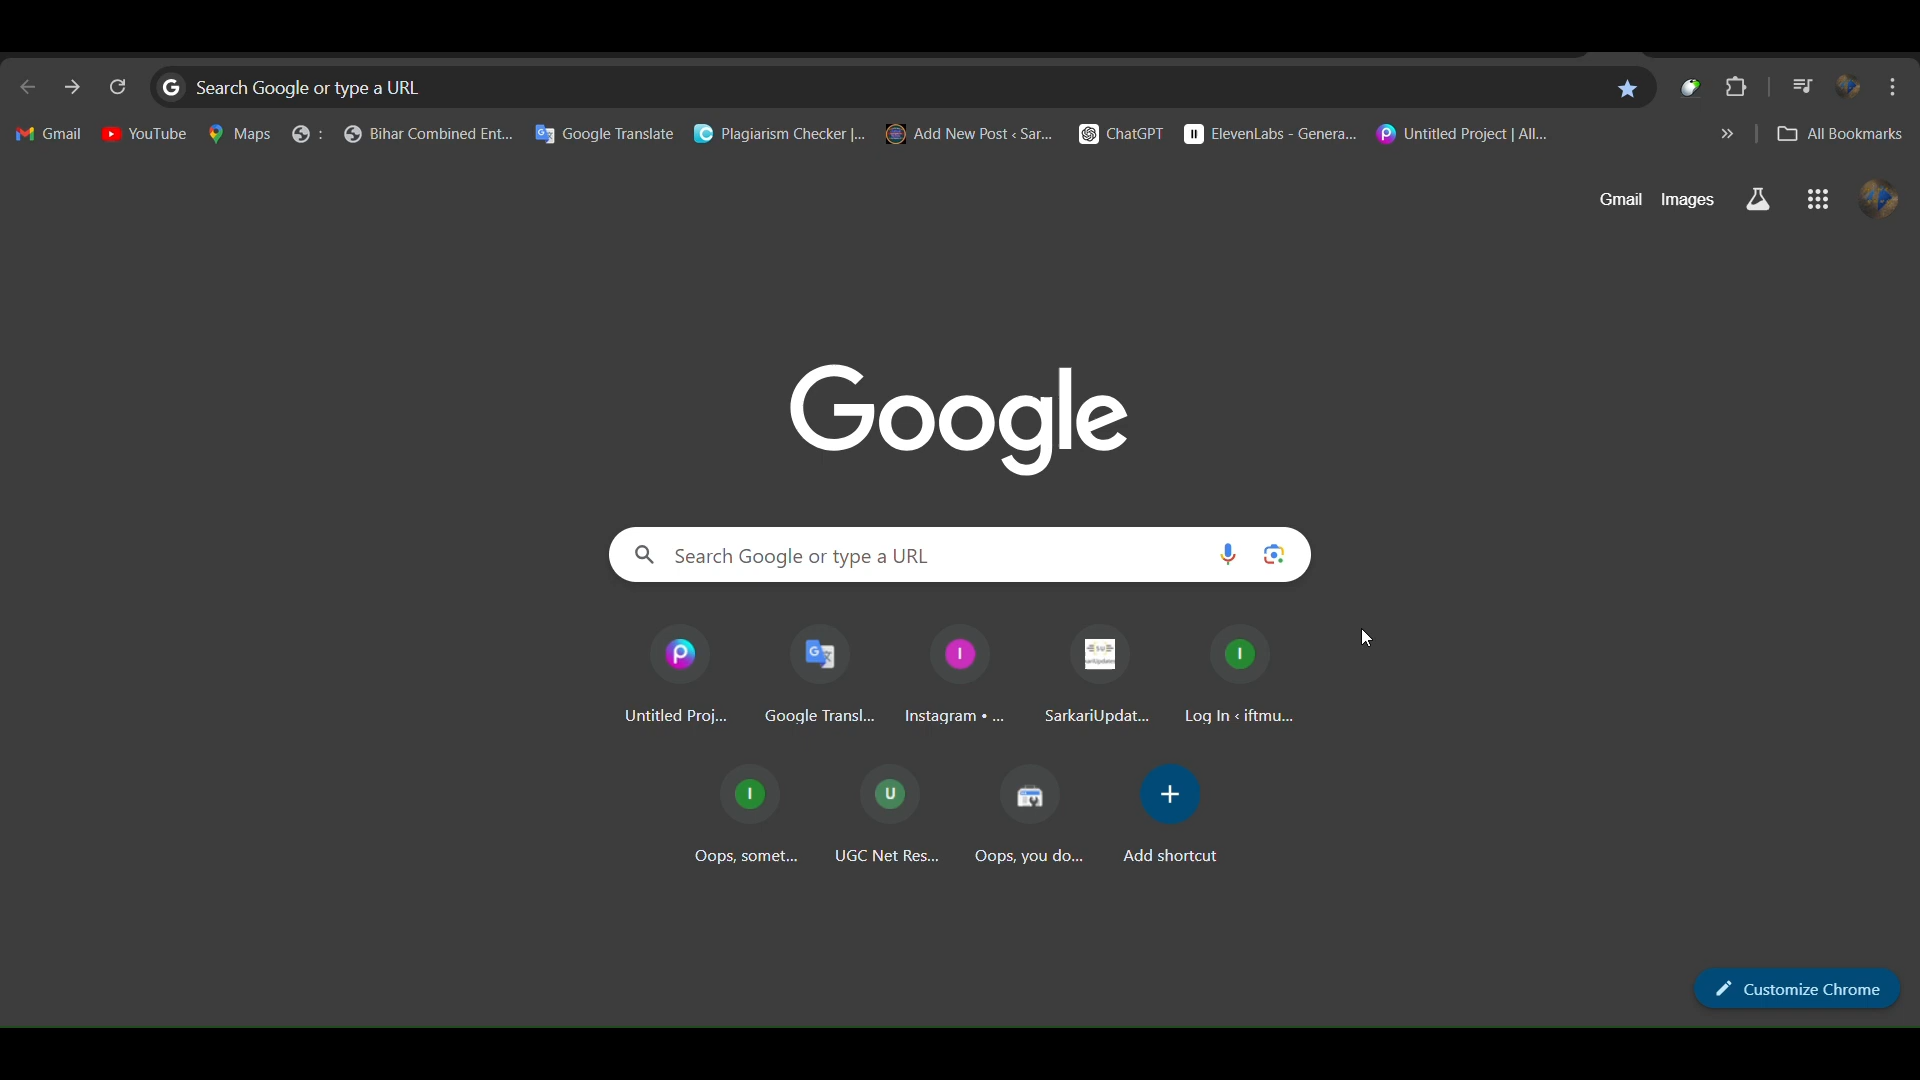 Search Google or type a URL
Gmail YouTube Maps : Bihar Combined Ent... Google Translate Plagiarism Checker |... Add New Post ‹ Sar... ChatGPT ElevenLabs - Genera... Untitled Project | All... » All Bookmarks
Gmail Images
Google
Search Google or type a URL
Untitled Proj... Google Transl... Instagram • ... SarkariUpdat... Log In ‹ iftmu...
I U
Oops, somet... UGC Net Res... Oops, you do... Add shortcut
Customize Chrome